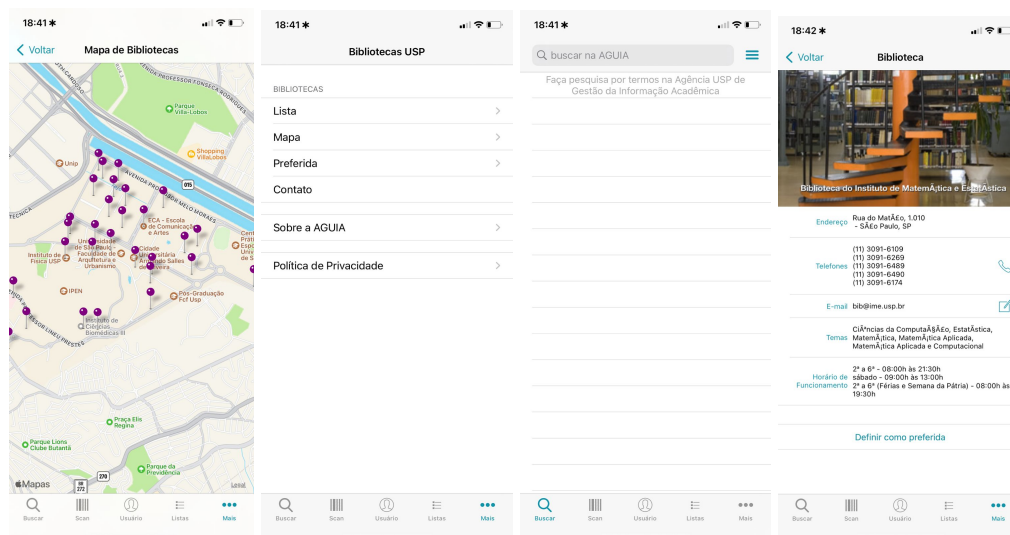 18:41
Voltar
Mapa de Bibliotecas
AVENIDA PROFESSOR FONSECA RODRIGUES
Parque
Villa-Lobos
Shopping
VillaLobos
Unip
015
ECA - Escola
de Comunicação
e Artes
Universidade
de São Paulo -
Faculdade de
Arquitetura e
Urbanismo
Cidade
Universitária
Armando Salles
de Oliveira
Instituto de
Física USP
IPEN
Pós-Graduação
Fcf Usp
Instituto de
Ciências
Biomédicas III
Praça Elis
Regina
Parque Lions
Clube Butantã
Parque da
Previdência
270
BR
272
Mapas
Legal
Buscar
Scan
Usuário
Listas
Mais
18:41
Bibliotecas USP
BIBLIOTECAS
Lista
Mapa
Preferida
Contato
Sobre a AGUIA
Política de Privacidade
Buscar
Scan
Usuário
Listas
Mais
18:41
buscar na AGUIA
Faça pesquisa por termos na Agência USP de
Gestão da Informação Acadêmica
Buscar
Scan
Usuário
Listas
Mais
18:42
Voltar
Biblioteca
Biblioteca do Instituto de MatemÃ¡tica e EstatÃ­stica
Endereço
Rua do MatÃ£o, 1.010
- SÃ£o Paulo, SP
Telefones
(11) 3091-6109
(11) 3091-6269
(11) 3091-6489
(11) 3091-6490
(11) 3091-6174
E-mail
bib@ime.usp.br
Temas
CiÃªncias da ComputaÃ§Ã£o, EstatÃ­stica,
MatemÃ¡tica, MatemÃ¡tica Aplicada,
MatemÃ¡tica Aplicada e Computacional
Horário de
Funcionamento
2ª a 6ª - 08:00h às 21:30h
sábado - 09:00h às 13:00h
2ª a 6ª (Férias e Semana da Pátria) - 08:00h às
19:30h
Definir como preferida
Buscar
Scan
Usuário
Listas
Mais